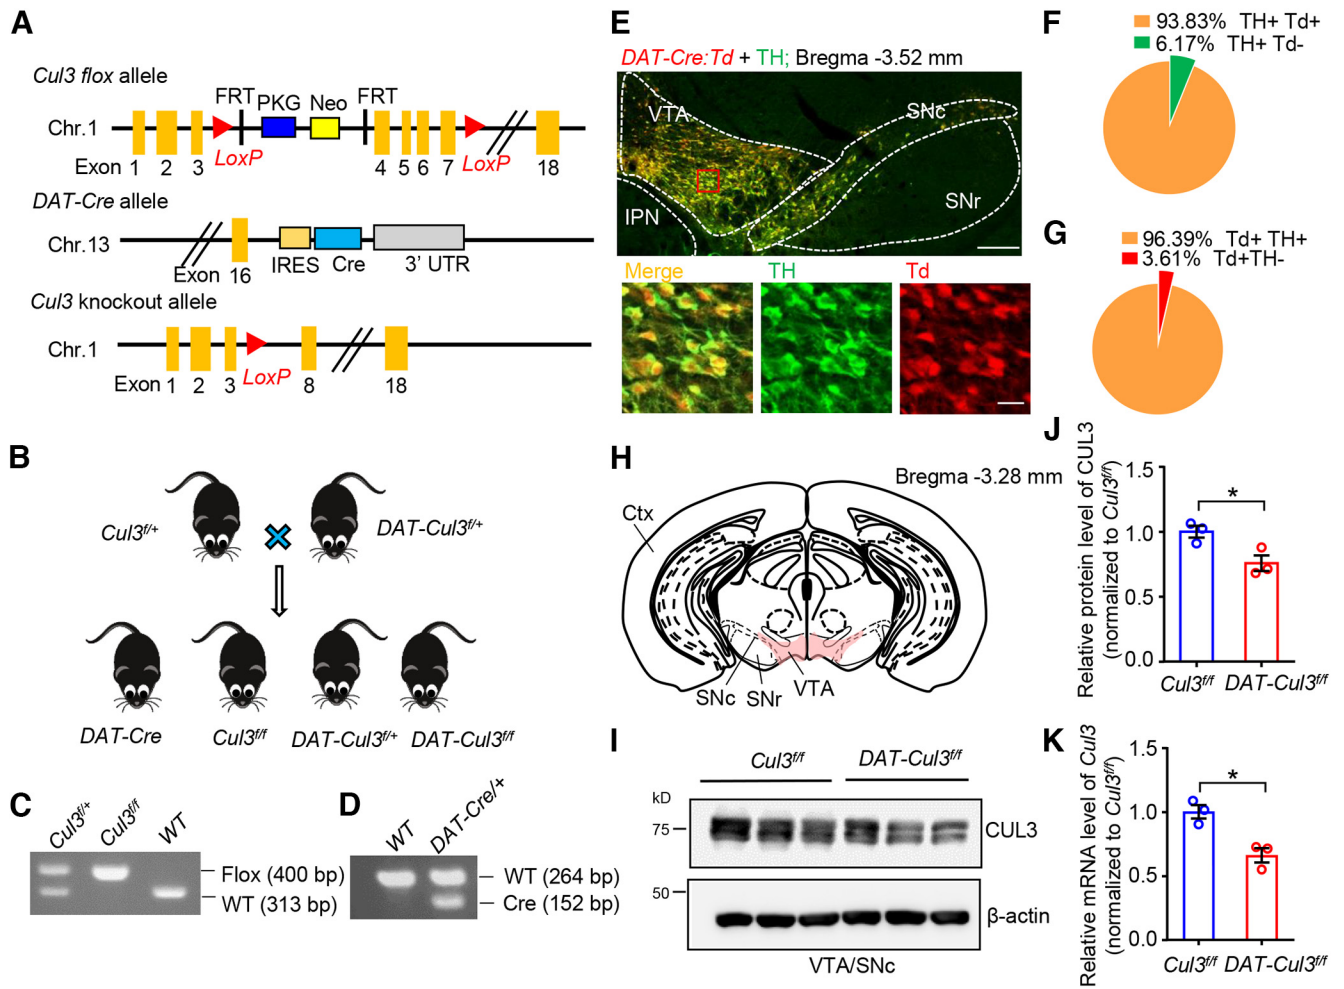 A
Cul3 flox allele
FRT PKG Neo FRT
Chr.1
LoxP LoxP
Exon 1 2 3 4 5 6 7 18
DAT-Cre allele
Chr.13
Exon 16 IRES Cre 3' UTR
Cul3 knockout allele
Chr.1
LoxP
Exon 1 2 3 8 18
B
Cul3f/+ DAT-Cul3f/+
DAT-Cre Cul3f/f DAT-Cul3f/+ DAT-Cul3f/f
C
Cul3f/+ Cul3f/f WT
Flox (400 bp)
WT (313 bp)
D
WT DAT-Cre/+
WT (264 bp)
Cre (152 bp)
E
DAT-Cre:Td + TH; Bregma -3.52 mm
VTA SNc
IPN SNr
Merge TH Td
F
93.83% TH+ Td+
6.17% TH+ Td-
G
96.39% Td+ TH+
3.61% Td+TH-
H
Bregma -3.28 mm
Ctx
SNc SNr VTA
I
Cul3f/f DAT-Cul3f/f
kD
75 CUL3
50
β-actin
VTA/SNc
J
Relative protein level of CUL3
(normalized to Cul3f/f)
1.5
1.0
0.5
0.0
*
Cul3f/f DAT-Cul3f/f
K
Relative mRNA level of Cul3
(normalized to Cul3f/f)
1.5
1.0
0.5
0.0
*
Cul3f/f DAT-Cul3f/f